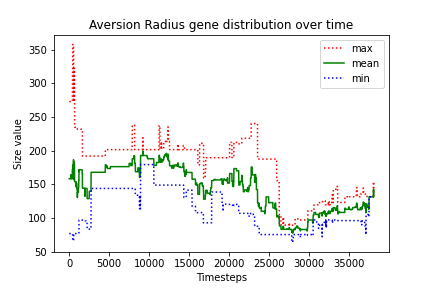 Aversion Radius gene distribution over time
max
mean
min
Size value
350
300
250
200
150
100
50
0 5000 10000 15000 20000 25000 30000 35000
Timesteps